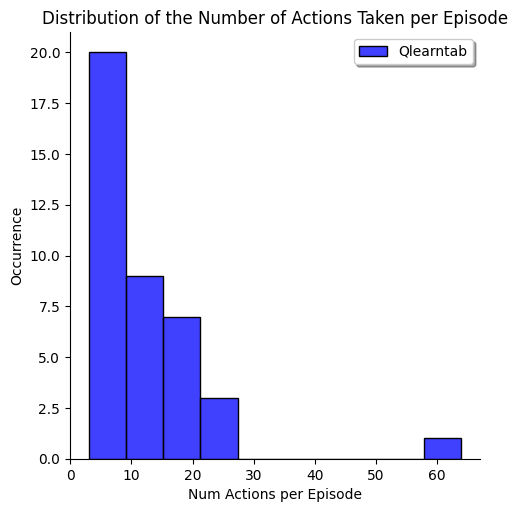 Distribution of the Number of Actions Taken per Episode
Qlearntab
20.0
17.5
15.0
12.5
10.0
7.5
5.0
2.5
0.0
Occurrence
0 10 20 30 40 50 60
Num Actions per Episode